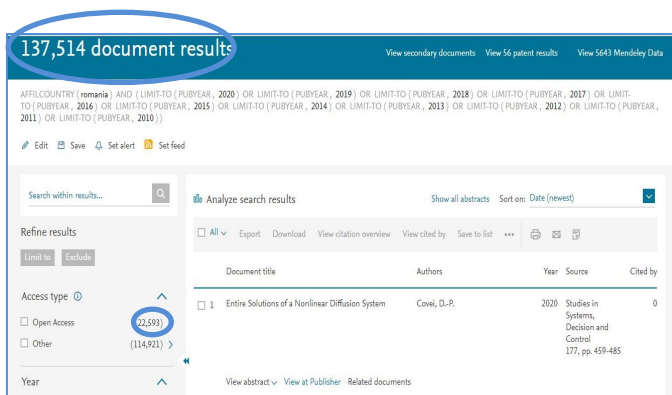 137,514 document results
View secondary documents View 56 patent results View 5643 Mendeley Data
AFFILCOUNTRY ( romania ) AND ( LIMIT-TO ( PUBYEAR , 2020 ) OR LIMIT-TO ( PUBYEAR , 2019 ) OR LIMIT-TO ( PUBYEAR , 2018 ) OR LIMIT-TO ( PUBYEAR , 2017 ) OR LIMIT-
TO ( PUBYEAR , 2016 ) OR LIMIT-TO ( PUBYEAR , 2015 ) OR LIMIT-TO ( PUBYEAR , 2014 ) OR LIMIT-TO ( PUBYEAR , 2013 ) OR LIMIT-TO ( PUBYEAR , 2012 ) OR LIMIT-TO ( PUBYEAR ,
2011 ) OR LIMIT-TO ( PUBYEAR , 2010 ) )
Edit Save Set alert Set feed
Search within results...
Refine results
Limit to Exclude
Access type
Open Access (22,593)
Other (114,921)
Year
Analyze search results Show all abstracts Sort on: Date (newest)
All Export Download View citation overview View cited by Save to list •••
Document title Authors Year Source Cited by
1 Entire Solutions of a Nonlinear Diffusion System Covei, D.-P. 2020 Studies in 0
Systems,
Decision and
Control
177, pp. 459-485
View abstract View at Publisher Related documents